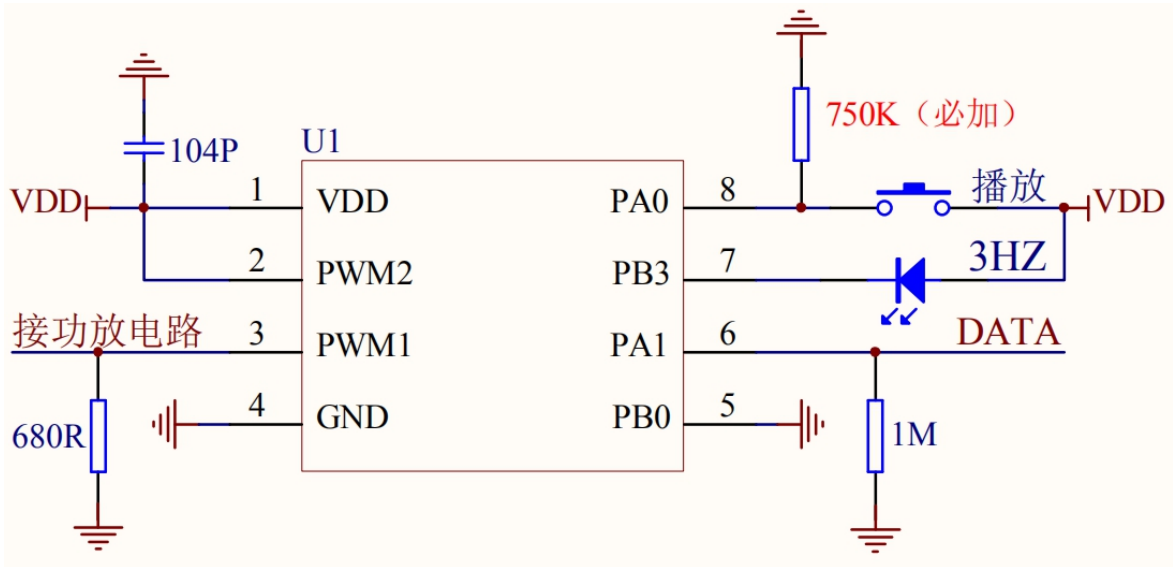 750K（必加）
104P
U1
VDD
1
VDD
PA0
8
播放
VDD
2
PWM2
PB3
7
3HZ
接功放电路
3
PWM1
PA1
6
DATA
680R
4
GND
PB0
5
1M